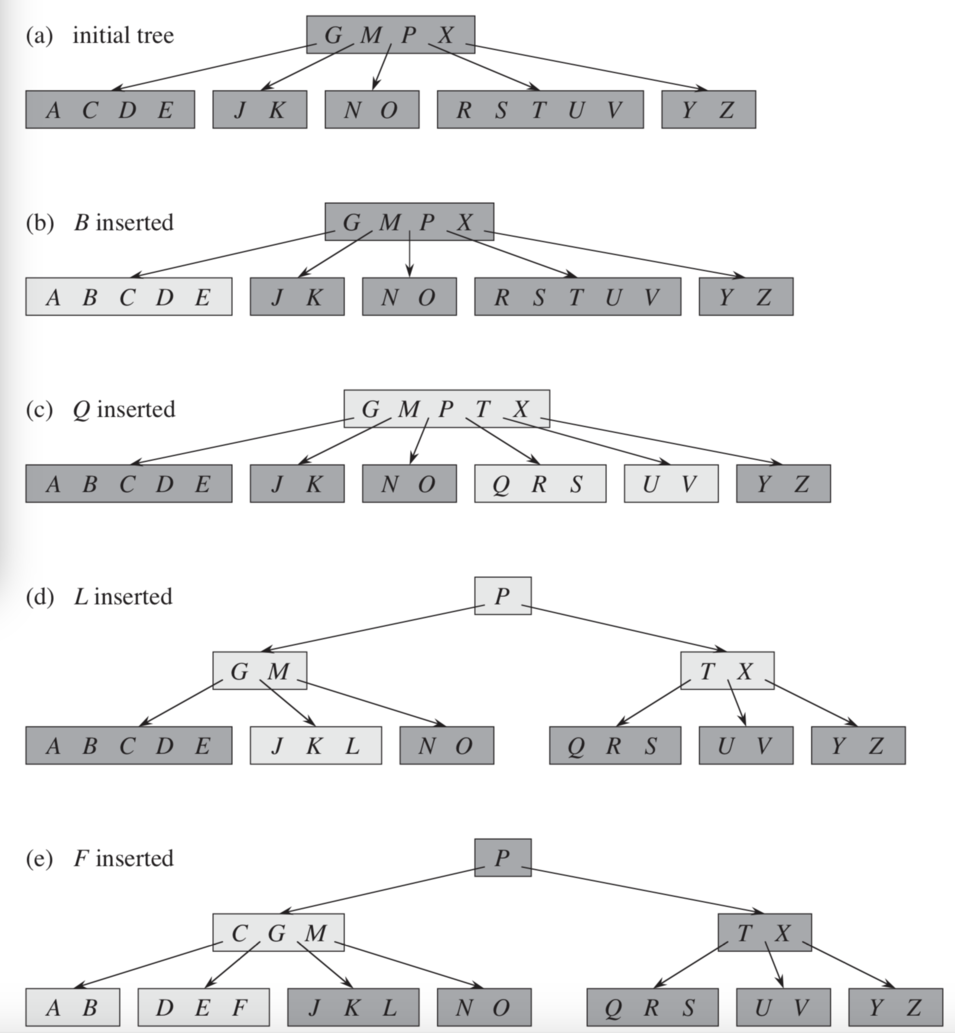 (a) initial tree
G M P X
A C D E J K N O R S T U V Y Z
(b) B inserted
G M P X
A B C D E J K N O R S T U V Y Z
(c) Q inserted
G M P T X
A B C D E J K N O Q R S U V Y Z
(d) L inserted
P
G M T X
A B C D E J K L N O Q R S U V Y Z
(e) F inserted
P
C G M T X
A B D E F J K L N O Q R S U V Y Z